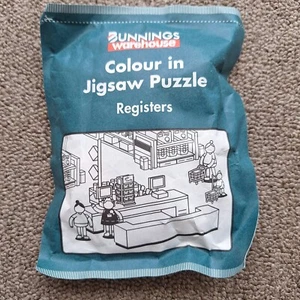 BUNNINGS
warehouse
Colour in
Jigsaw Puzzle
Registers